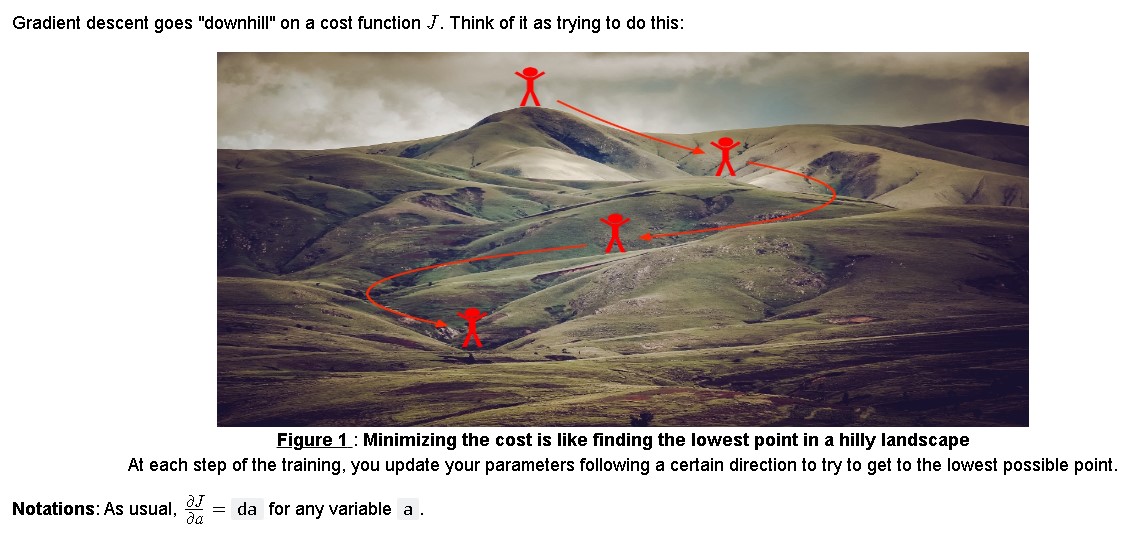 Gradient descent goes "downhill" on a cost function J. Think of it as trying to do this:
Figure 1 : Minimizing the cost is like finding the lowest point in a hilly landscape
At each step of the training, you update your parameters following a certain direction to try to get to the lowest possible point.
Notations: As usual, ∂J/∂a = da for any variable a .